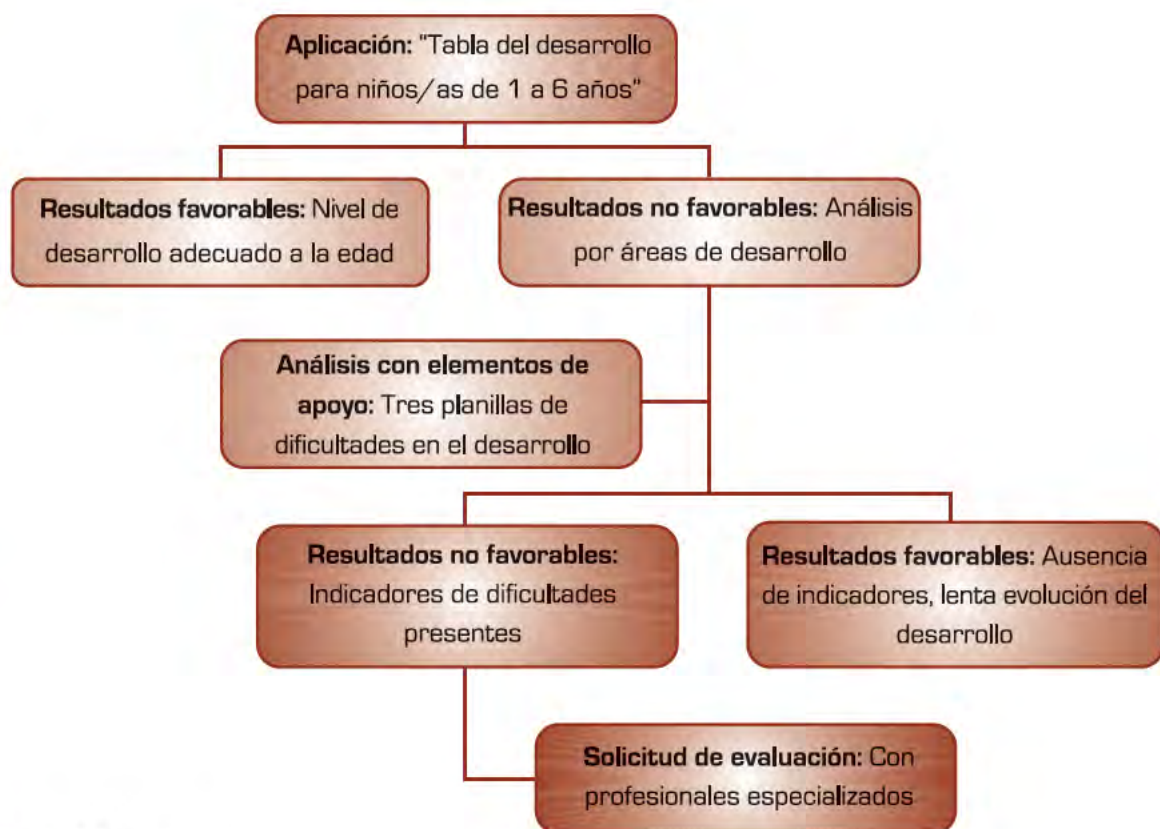 Aplicación: "Tabla del desarrollo
para niños/as de 1 a 6 años"
Resultados favorables: Nivel de
desarrollo adecuado a la edad
Resultados no favorables: Análisis
por áreas de desarrollo
Análisis con elementos de
apoyo: Tres planillas de
dificultades en el desarrollo
Resultados no favorables:
Indicadores de dificultades
presentes
Resultados favorables: Ausencia
de indicadores, lenta evolución del
desarrollo
Solicitud de evaluación: Con
profesionales especializados